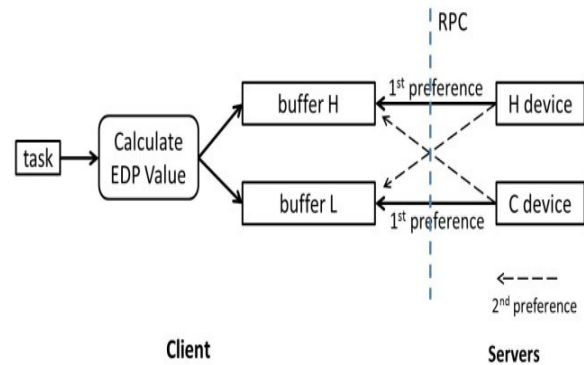 RPC
1st preference
buffer H
H device
Calculate
EDP Value
task
buffer L
C device
1st preference
2nd preference
Client
Servers